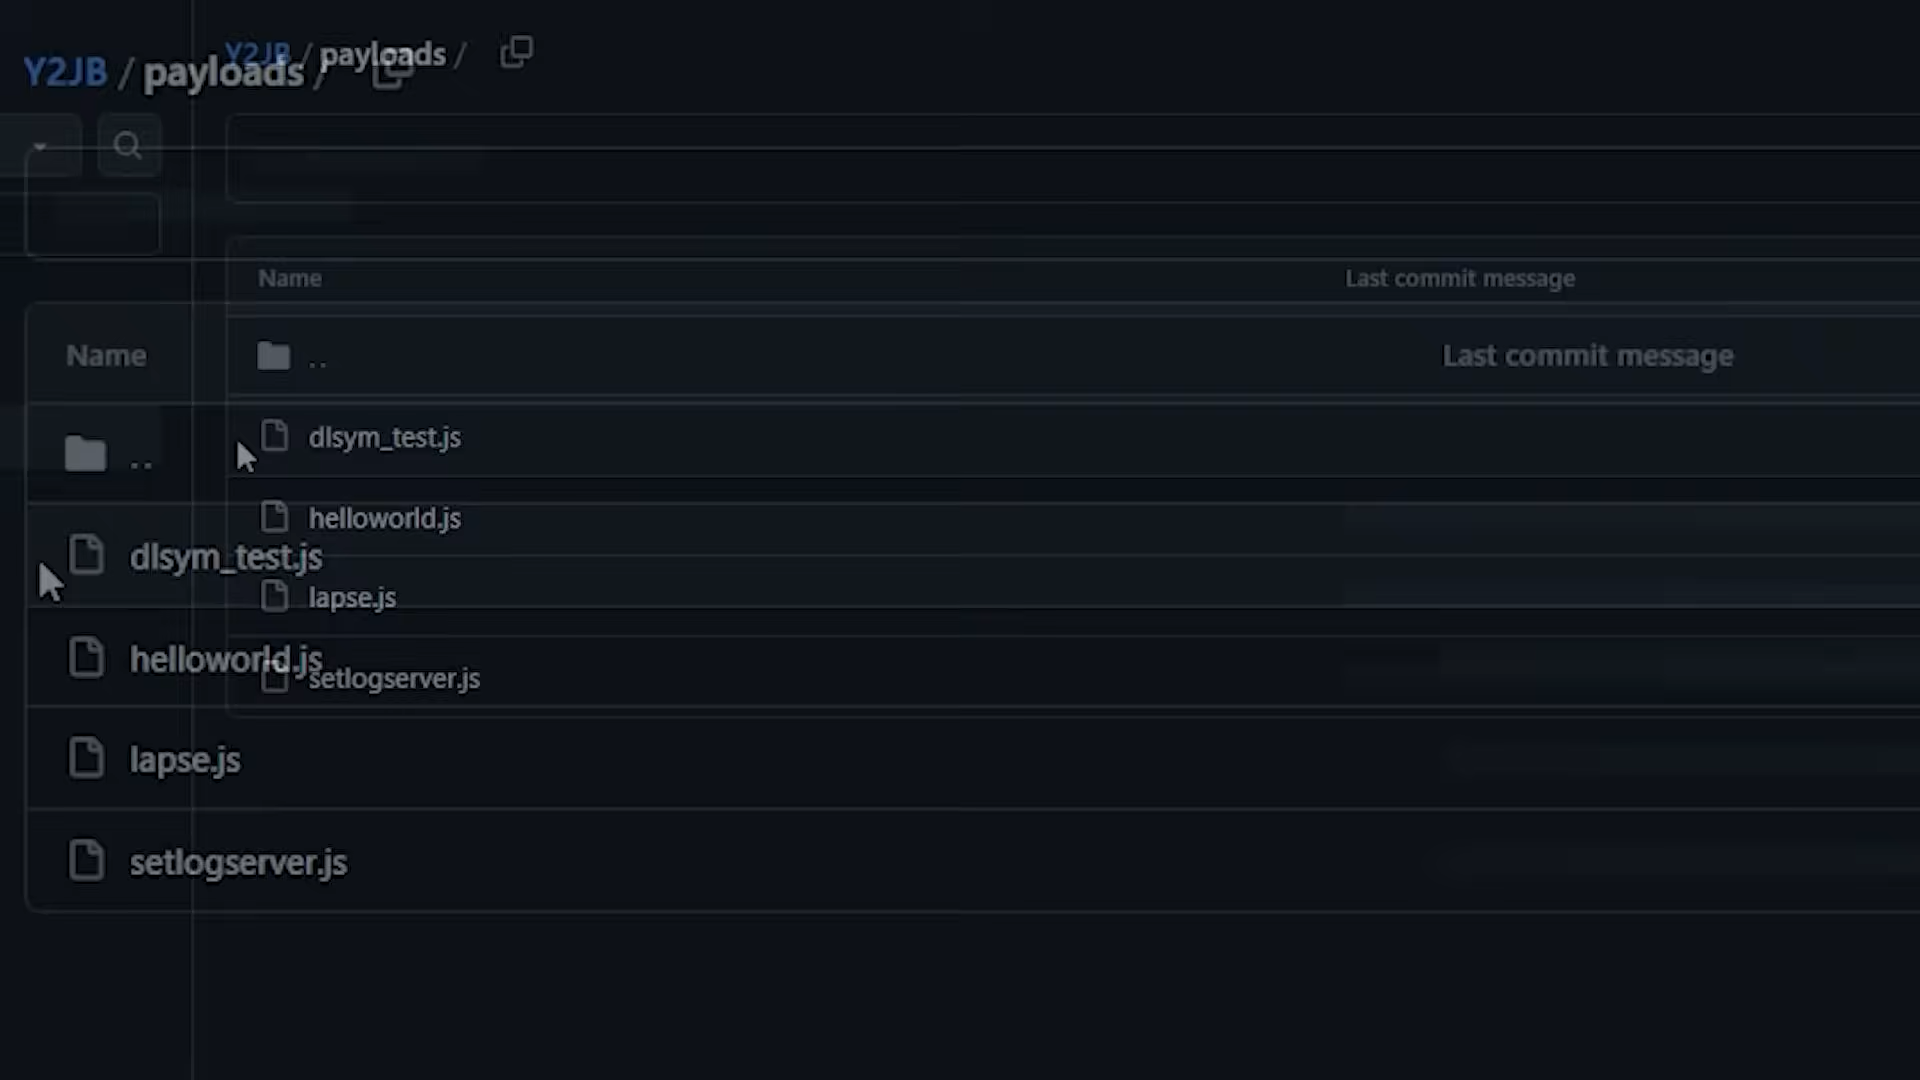 Y2JB / payloads /
Y2JB / payloads /
Name
Last commit message
..
dlsym_test.js
helloworld.js
lapse.js
setlogserver.js
Name
Last commit message
..
dlsym_test.js
helloworld.js
lapse.js
setlogserver.js